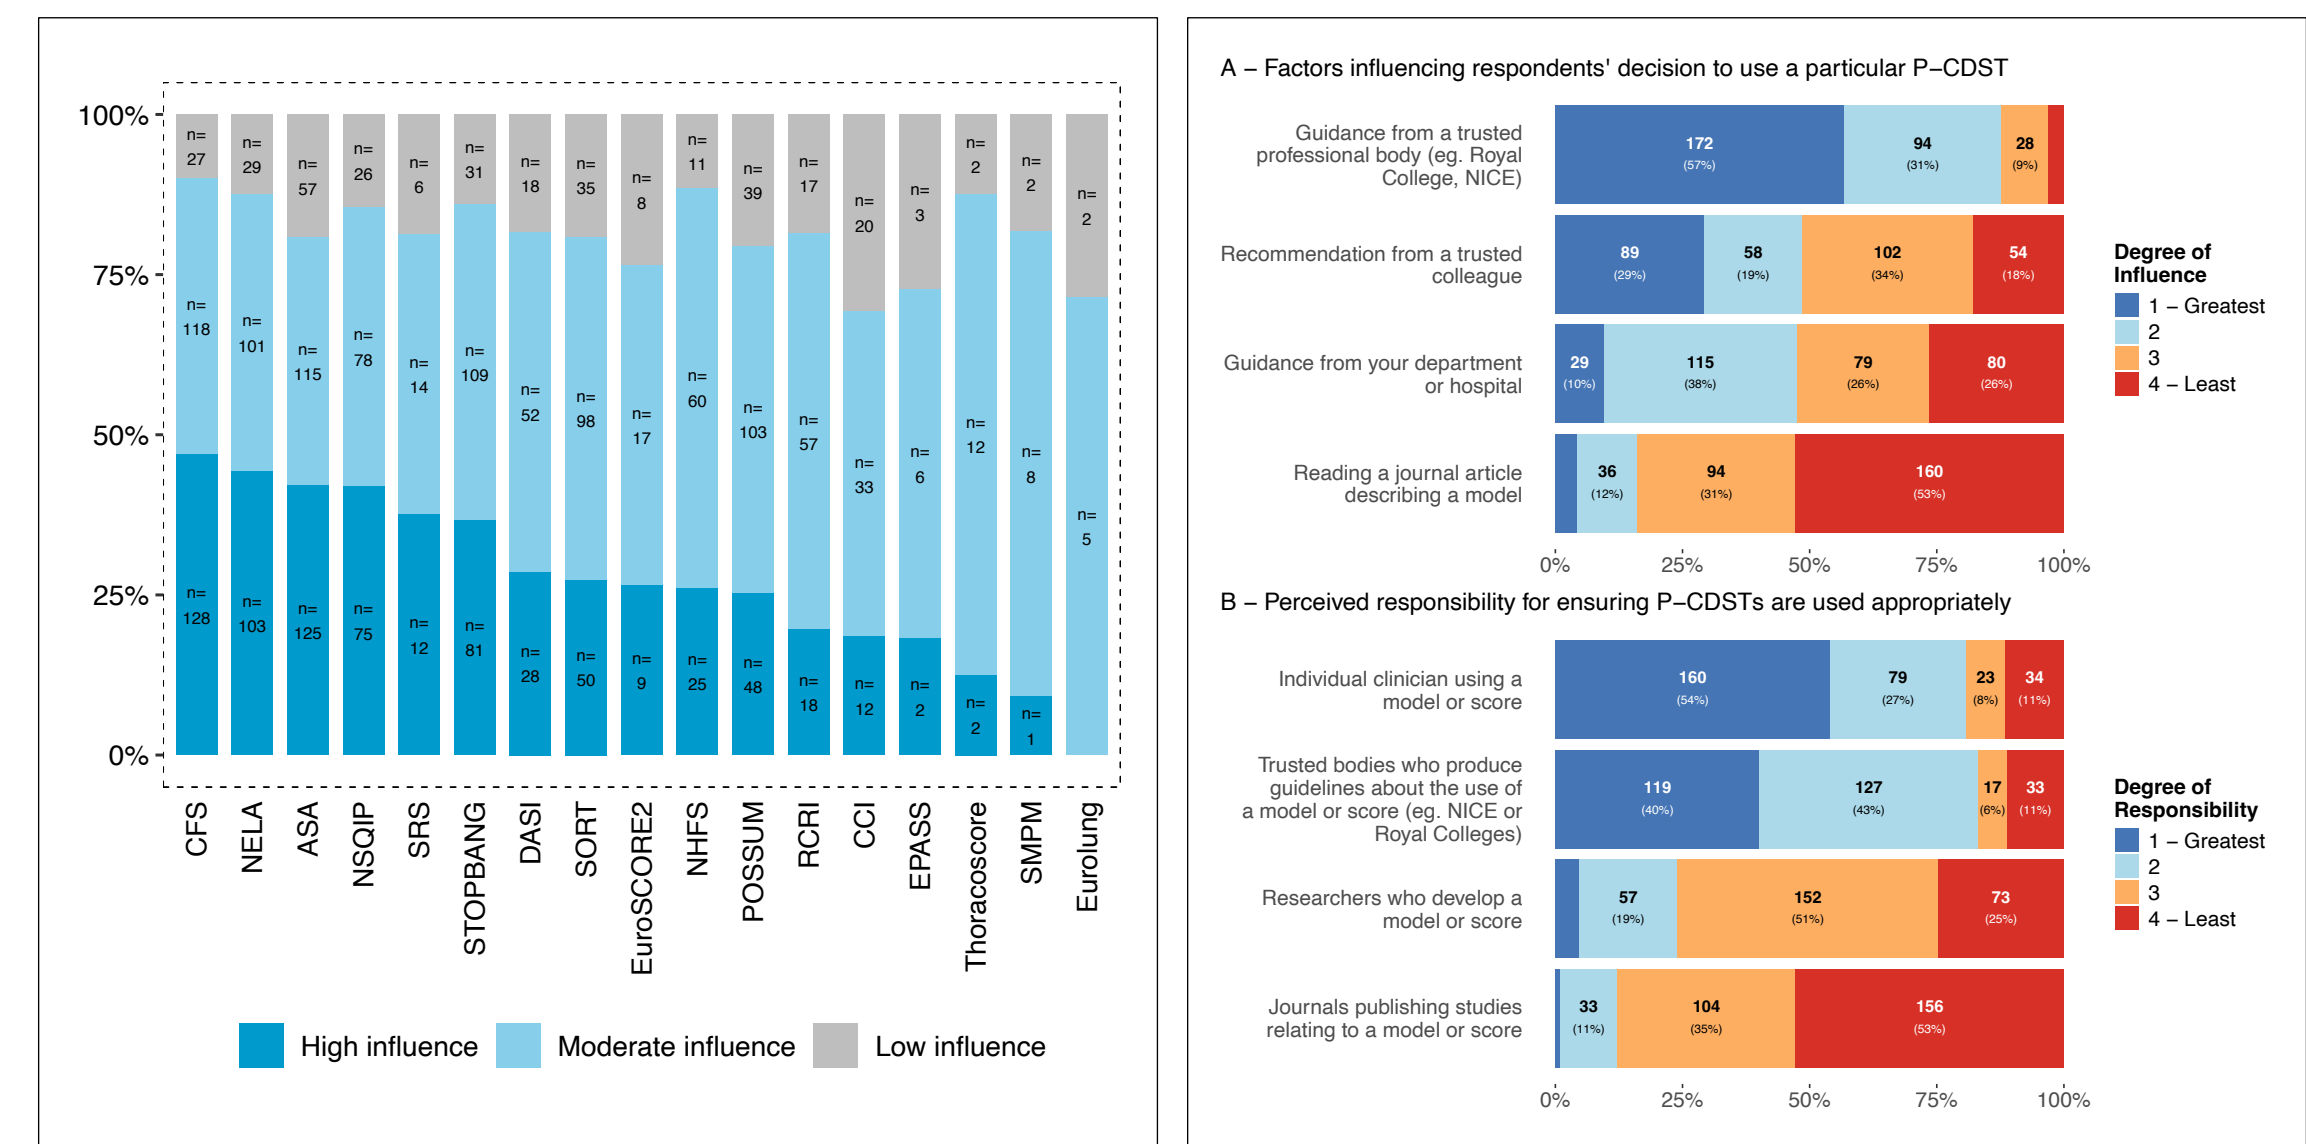 100%
75%
50%
25%
0%
n=
27
n=
118
n=
128
n=
29
n=
101
n=
103
n=
57
n=
115
n=
125
n=
26
n=
78
n=
75
n=
6
n=
14
n=
12
n=
31
n=
109
n=
81
n=
18
n=
52
n=
28
n=
35
n=
98
n=
50
n=
8
n=
17
n=
9
n=
11
n=
60
n=
25
n=
39
n=
103
n=
48
n=
17
n=
57
n=
18
n=
20
n=
33
n=
12
n=
3
n=
6
n=
2
n=
2
n=
12
n=
2
n=
2
n=
8
n=
1
n=
2
n=
5
CFS
NELA
ASA
NSQIP
SRS
STOPBANG
DASI
SORT
EuroSCORE2
NHFS
POSSUM
RCRI
CCI
EPASS
Thoracoscore
SMPM
Eurolung
High influence
Moderate influence
Low influence
A – Factors influencing respondents' decision to use a particular P–CDST
Guidance from a trusted
professional body (eg. Royal
College, NICE)
172
(57%)
94
(31%)
28
(9%)
Recommendation from a trusted
colleague
89
(29%)
58
(19%)
102
(34%)
54
(18%)
Guidance from your department
or hospital
29
(10%)
115
(38%)
79
(26%)
80
(26%)
Reading a journal article
describing a model
36
(12%)
94
(31%)
160
(53%)
0%
25%
50%
75%
100%
Degree of
Influence
1 – Greatest
2
3
4 – Least
B – Perceived responsibility for ensuring P–CDSTs are used appropriately
Individual clinician using a
model or score
160
(54%)
79
(27%)
23
(8%)
34
(11%)
Trusted bodies who produce
guidelines about the use of
a model or score (eg. NICE or
Royal Colleges)
119
(40%)
127
(43%)
17
(6%)
33
(11%)
Researchers who develop a
model or score
57
(19%)
152
(51%)
73
(25%)
Journals publishing studies
relating to a model or score
33
(11%)
104
(35%)
156
(53%)
0%
25%
50%
75%
100%
Degree of
Responsibility
1 – Greatest
2
3
4 – Least